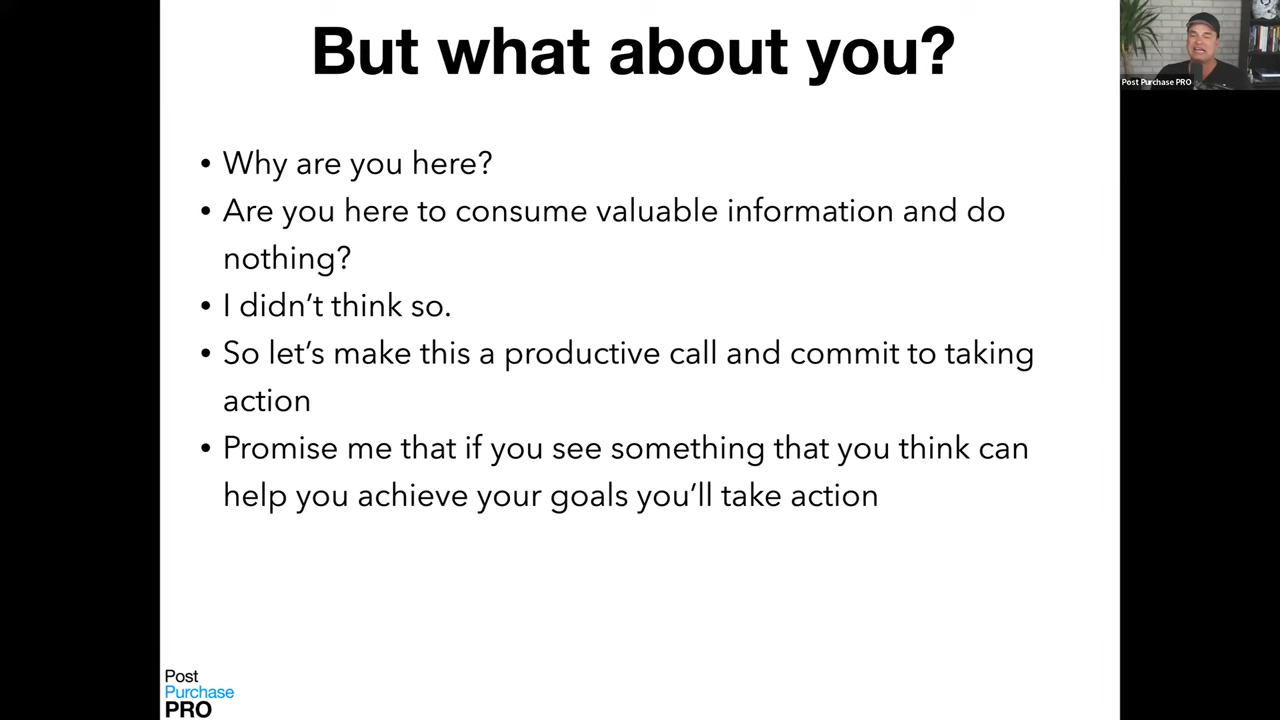 But what about you?
Post Purchase PRO
• Why are you here?
• Are you here to consume valuable information and do
nothing?
• I didn’t think so.
• So let’s make this a productive call and commit to taking
action
• Promise me that if you see something that you think can
help you achieve your goals you’ll take action
Post
Purchase
PRO